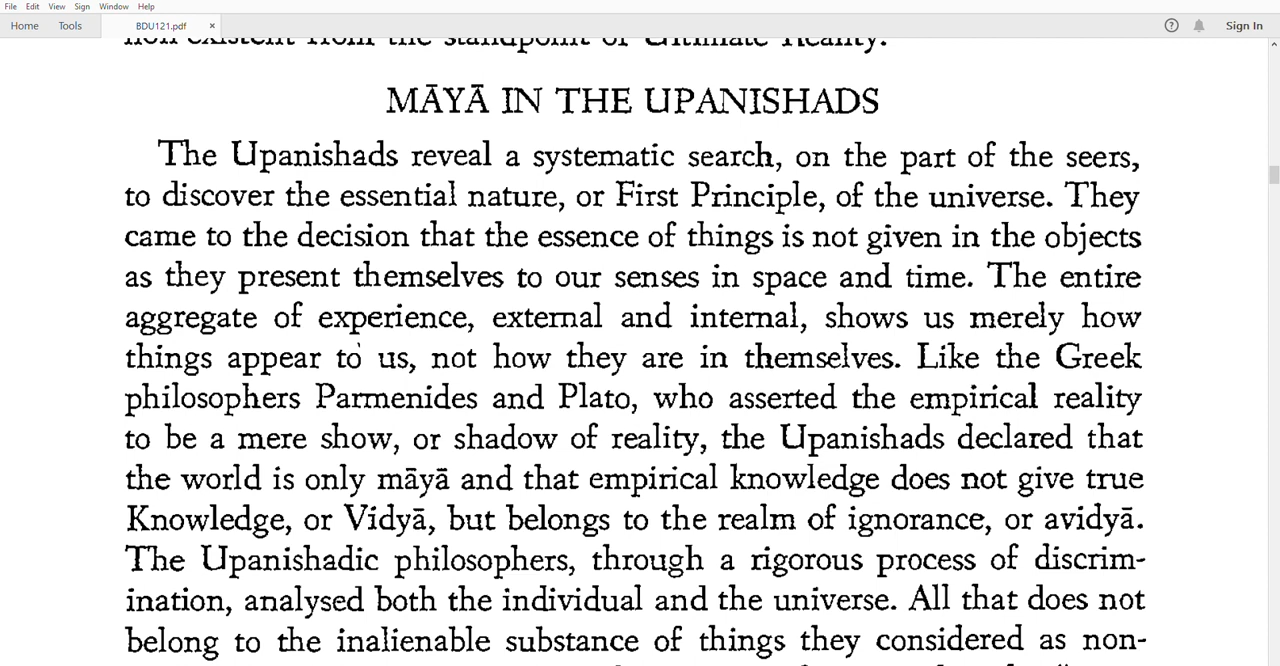 File Edit View Sign Window Help
Home Tools BDU121.pdf × ? Sign In
non-existent from the standpoint of Ultimate Reality.
MĀYĀ IN THE UPANISHADS
The Upanishads reveal a systematic search, on the part of the seers,
to discover the essential nature, or First Principle, of the universe. They
came to the decision that the essence of things is not given in the objects
as they present themselves to our senses in space and time. The entire
aggregate of experience, external and internal, shows us merely how
things appear to us, not how they are in themselves. Like the Greek
philosophers Parmenides and Plato, who asserted the empirical reality
to be a mere show, or shadow of reality, the Upanishads declared that
the world is only māyā and that empirical knowledge does not give true
Knowledge, or Vidyā, but belongs to the realm of ignorance, or avidyā.
The Upanishadic philosophers, through a rigorous process of discrim-
ination, analysed both the individual and the universe. All that does not
belong to the inalienable substance of things they considered as non-